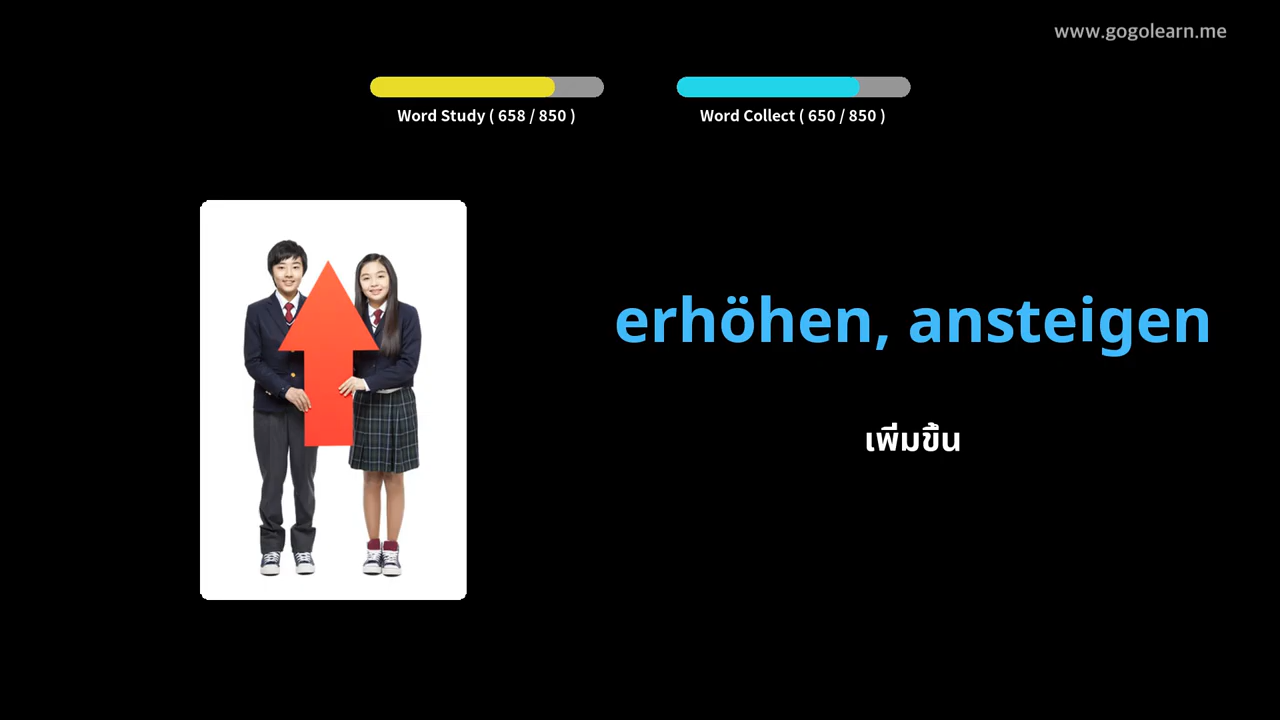 www.gogolearn.me
Word Study ( 658 / 850 )
Word Collect ( 650 / 850 )
erhöhen, ansteigen
เพิ่มขึ้น